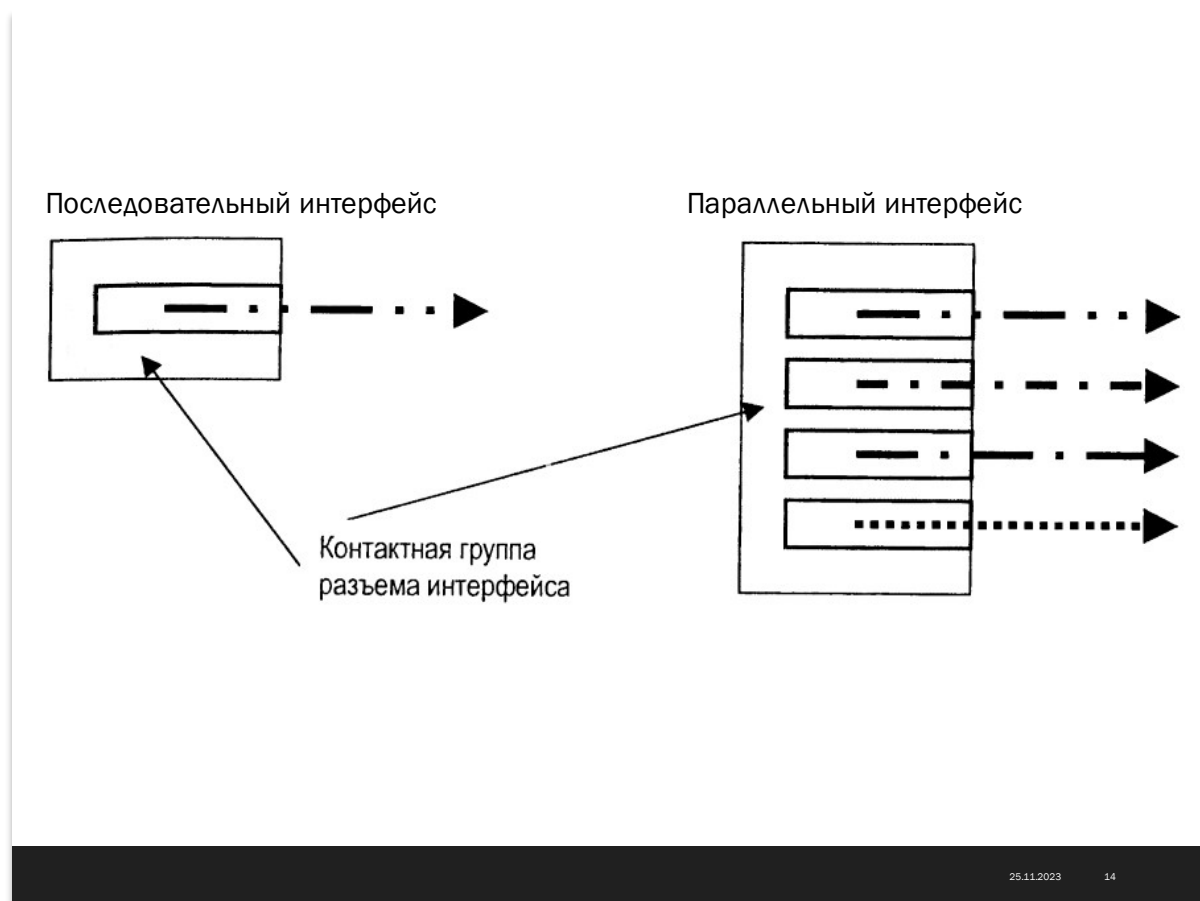 Последовательный интерфейс
Параллельный интерфейс
Контактная группа
разъема интерфейса
25.11.2023
14